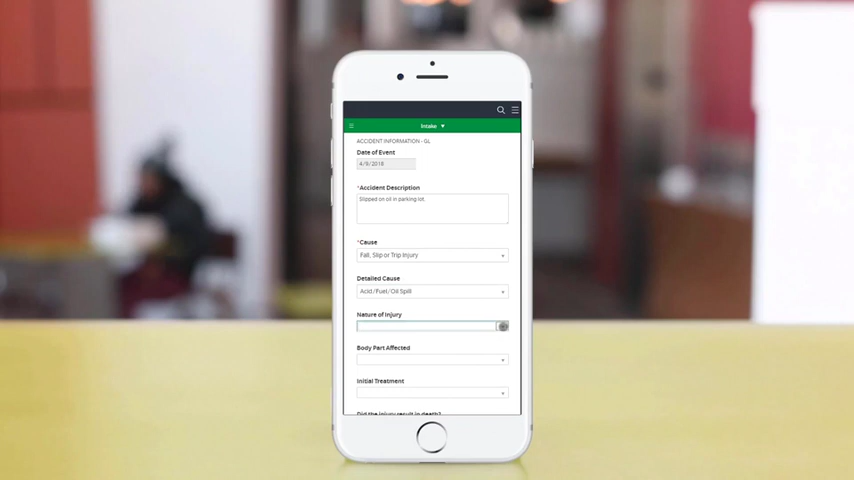 Intake
ACCIDENT INFORMATION - GL
Date of Event
4/9/2018
*Accident Description
Slipped on oil in parking lot.
*Cause
Fall, Slip or Trip Injury
Detailed Cause
Acid/Fuel/Oil Spill
Nature of Injury
Body Part Affected
Initial Treatment
Did the injury result in death?